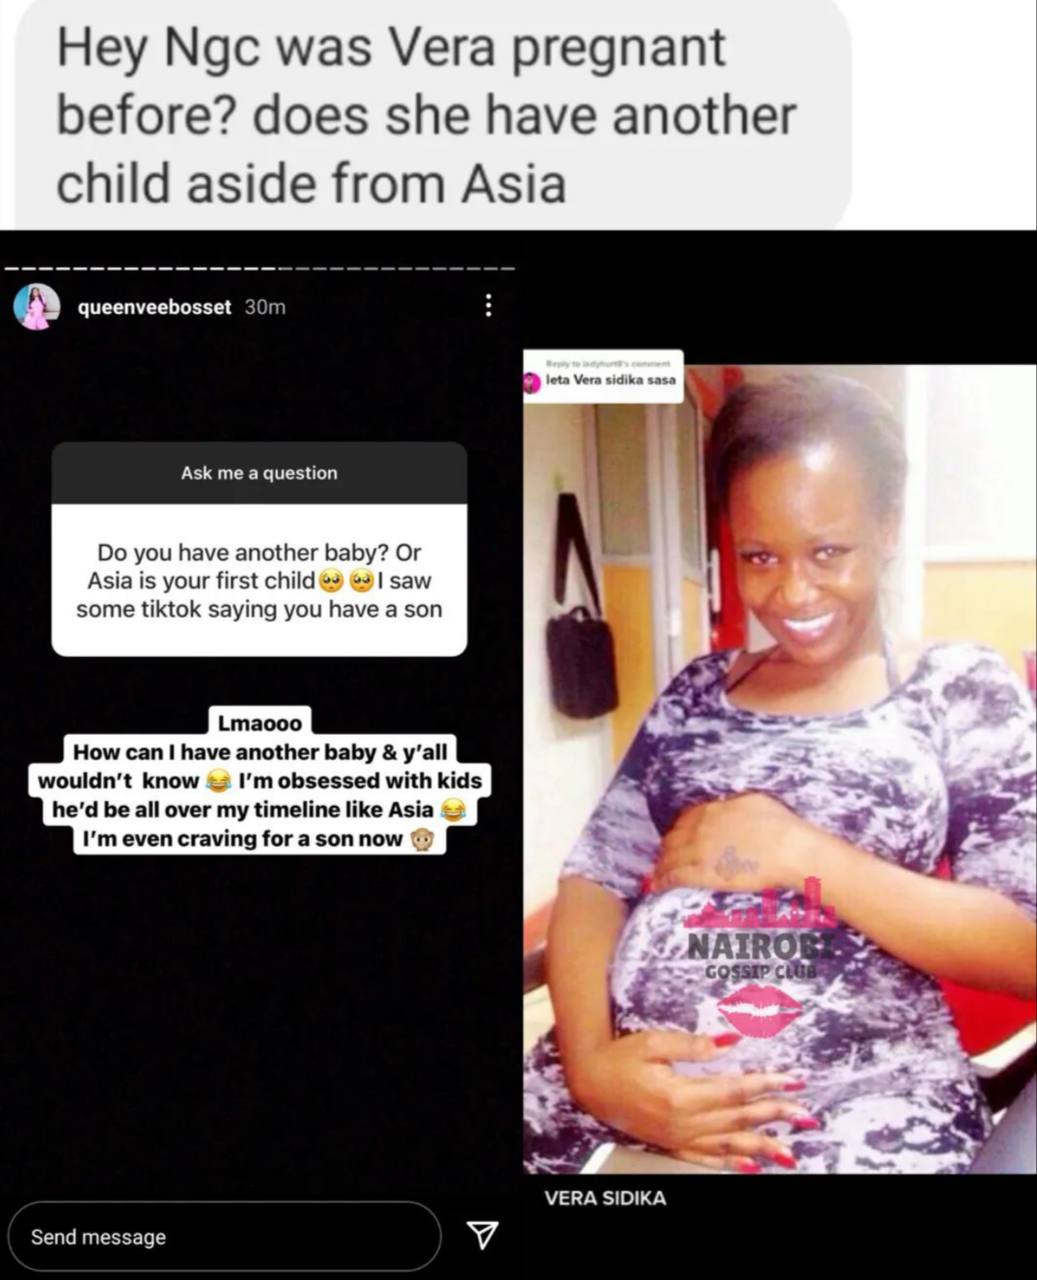 Hey Ngc was Vera pregnant
before? does she have another
child aside from Asia
queenveebosset 30m
Ask me a question
Do you have another baby? Or
Asia is your first child🥺 🥺I saw
some tiktok saying you have a son
Lmaooo
How can I have another baby & y’all
wouldn’t know 😂 I’m obsessed with kids
he’d be all over my timeline like Asia 😂
I’m even craving for a son now 🙊
Send message
Reply to ladyhurt8's comment
leta Vera sidika sasa
NAIROBI
GOSSIP CLUB
VERA SIDIKA